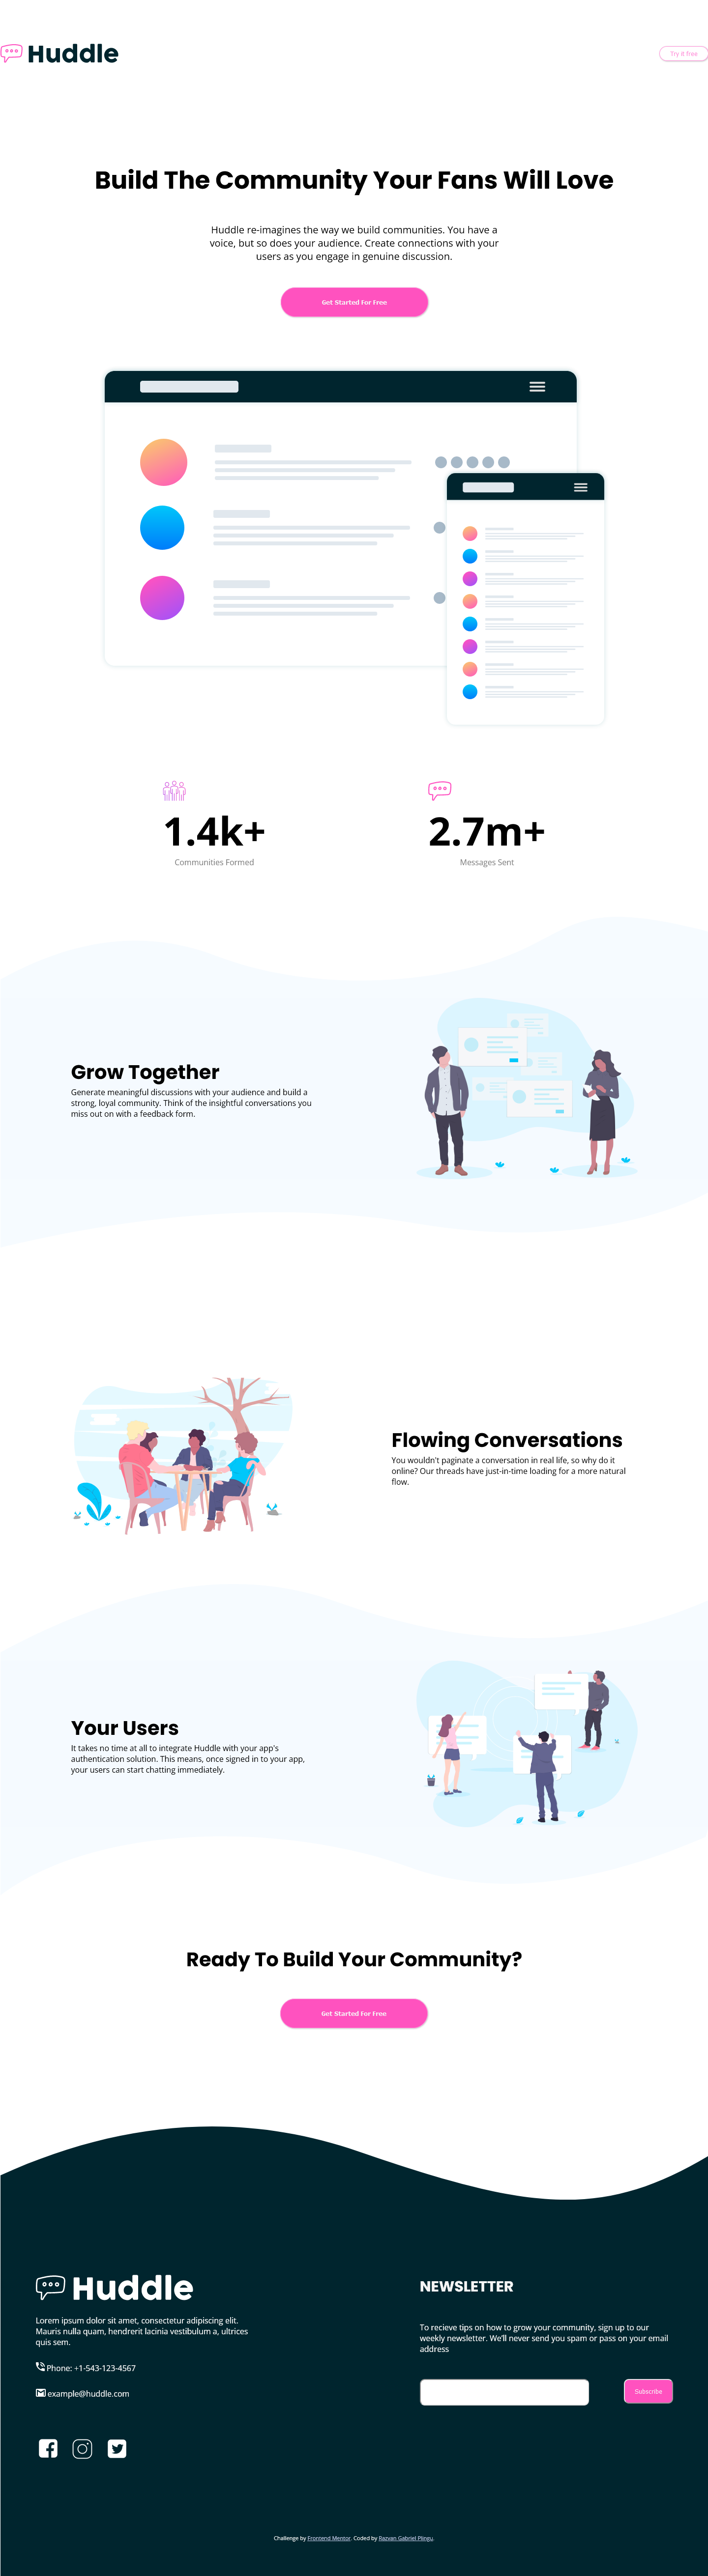 Huddle
Try it free
Build The Community Your Fans Will Love
Huddle re-imagines the way we build communities. You have a
voice, but so does your audience. Create connections with your
users as you engage in genuine discussion.
Get Started For Free
1.4k+
Communities Formed
2.7m+
Messages Sent
Grow Together
Generate meaningful discussions with your audience and build a
strong, loyal community. Think of the insightful conversations you
miss out on with a feedback form.
Flowing Conversations
You wouldn't paginate a conversation in real life, so why do it
online? Our threads have just-in-time loading for a more natural
flow.
Your Users
It takes no time at all to integrate Huddle with your app's
authentication solution. This means, once signed in to your app,
your users can start chatting immediately.
Ready To Build Your Community?
Get Started For Free
Huddle
Lorem ipsum dolor sit amet, consectetur adipiscing elit.
Mauris nulla quam, hendrerit lacinia vestibulum a, ultrices
quis sem.
Phone: +1-543-123-4567
example@huddle.com
NEWSLETTER
To recieve tips on how to grow your community, sign up to our
weekly newsletter. We'll never send you spam or pass on your email
address
Subscribe
Challenge by Frontend Mentor. Coded by Razvan Gabriel Plingu.